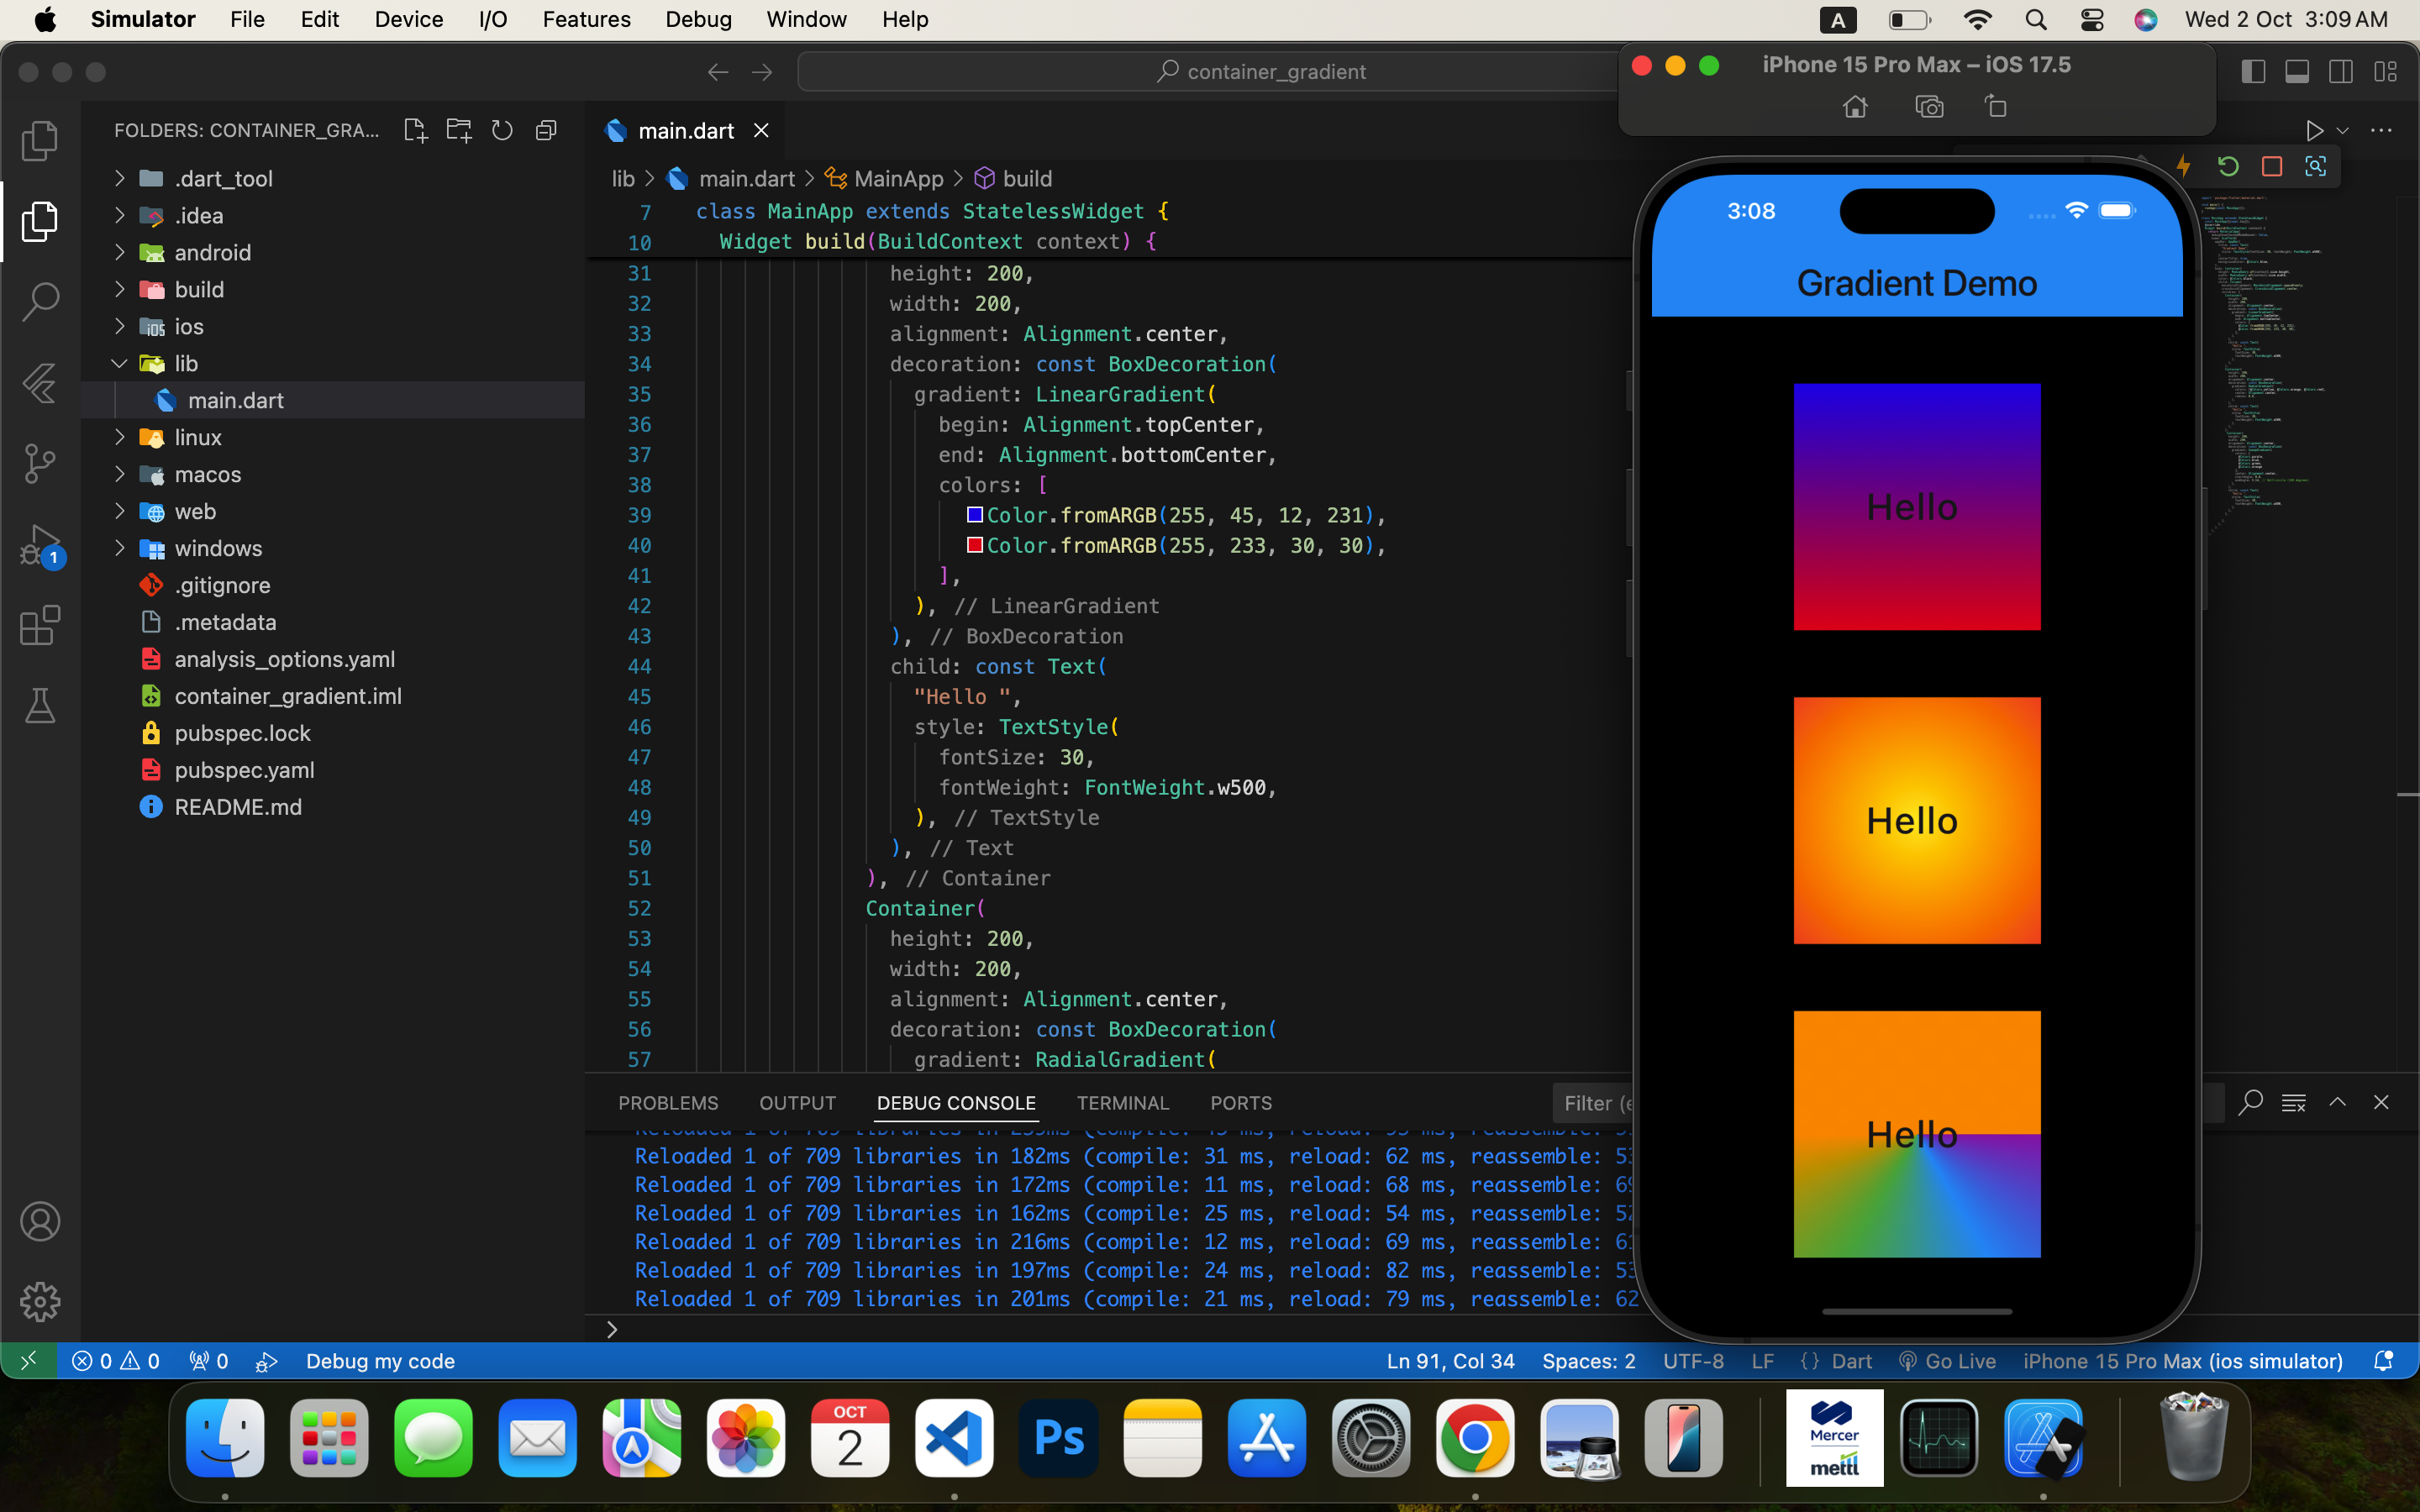 Simulator File Edit Device I/O Features Debug Window Help
A Wed 2 Oct 3:09 AM
container_gradient
iPhone 15 Pro Max – iOS 17.5
FOLDERS: CONTAINER_GRA...
.dart_tool
.idea
android
build
ios
lib
main.dart
linux
macos
web
windows
.gitignore
.metadata
analysis_options.yaml
container_gradient.iml
pubspec.lock
pubspec.yaml
README.md
1
main.dart
lib > main.dart > MainApp > build
7 class MainApp extends StatelessWidget {
10 Widget build(BuildContext context) {
31 height: 200,
32 width: 200,
33 alignment: Alignment.center,
34 decoration: const BoxDecoration(
35 gradient: LinearGradient(
36 begin: Alignment.topCenter,
37 end: Alignment.bottomCenter,
38 colors: [
39 Color.fromARGB(255, 45, 12, 231),
40 Color.fromARGB(255, 233, 30, 30),
41 ],
42 ), // LinearGradient
43 ), // BoxDecoration
44 child: const Text(
45 "Hello ",
46 style: TextStyle(
47 fontSize: 30,
48 fontWeight: FontWeight.w500,
49 ), // TextStyle
50 ), // Text
51 ), // Container
52 Container(
53 height: 200,
54 width: 200,
55 alignment: Alignment.center,
56 decoration: const BoxDecoration(
57 gradient: RadialGradient(
3:08
Gradient Demo
Hello
Hello
Hello
PROBLEMS OUTPUT DEBUG CONSOLE TERMINAL PORTS
Filter (e
Reloaded 1 of 709 libraries in 182ms (compile: 31 ms, reload: 62 ms, reassemble: 53
Reloaded 1 of 709 libraries in 172ms (compile: 11 ms, reload: 68 ms, reassemble: 69
Reloaded 1 of 709 libraries in 162ms (compile: 25 ms, reload: 54 ms, reassemble: 52
Reloaded 1 of 709 libraries in 216ms (compile: 12 ms, reload: 69 ms, reassemble: 61
Reloaded 1 of 709 libraries in 197ms (compile: 24 ms, reload: 82 ms, reassemble: 53
Reloaded 1 of 709 libraries in 201ms (compile: 21 ms, reload: 79 ms, reassemble: 62
>
0 0 0 Debug my code
Ln 91, Col 34 Spaces: 2 UTF-8 LF {} Dart Go Live iPhone 15 Pro Max (ios simulator)
OCT
2
Ps
Mercer
mettl